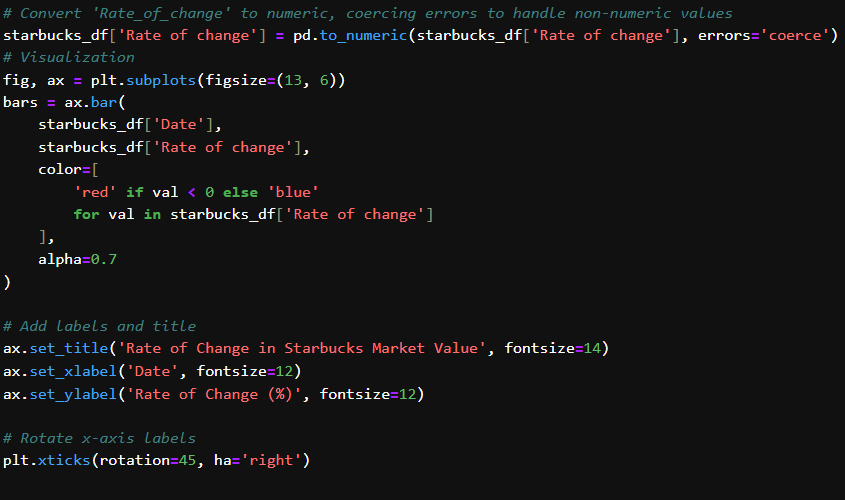 # Convert 'Rate_of_change' to numeric, coercing errors to handle non-numeric values
starbucks_df['Rate of change'] = pd.to_numeric(starbucks_df['Rate of change'], errors='coerce')
# Visualization
fig, ax = plt.subplots(figsize=(13, 6))
bars = ax.bar(
    starbucks_df['Date'],
    starbucks_df['Rate of change'],
    color=[
        'red' if val < 0 else 'blue'
        for val in starbucks_df['Rate of change']
    ],
    alpha=0.7
)

# Add labels and title
ax.set_title('Rate of Change in Starbucks Market Value', fontsize=14)
ax.set_xlabel('Date', fontsize=12)
ax.set_ylabel('Rate of Change (%)', fontsize=12)

# Rotate x-axis labels
plt.xticks(rotation=45, ha='right')